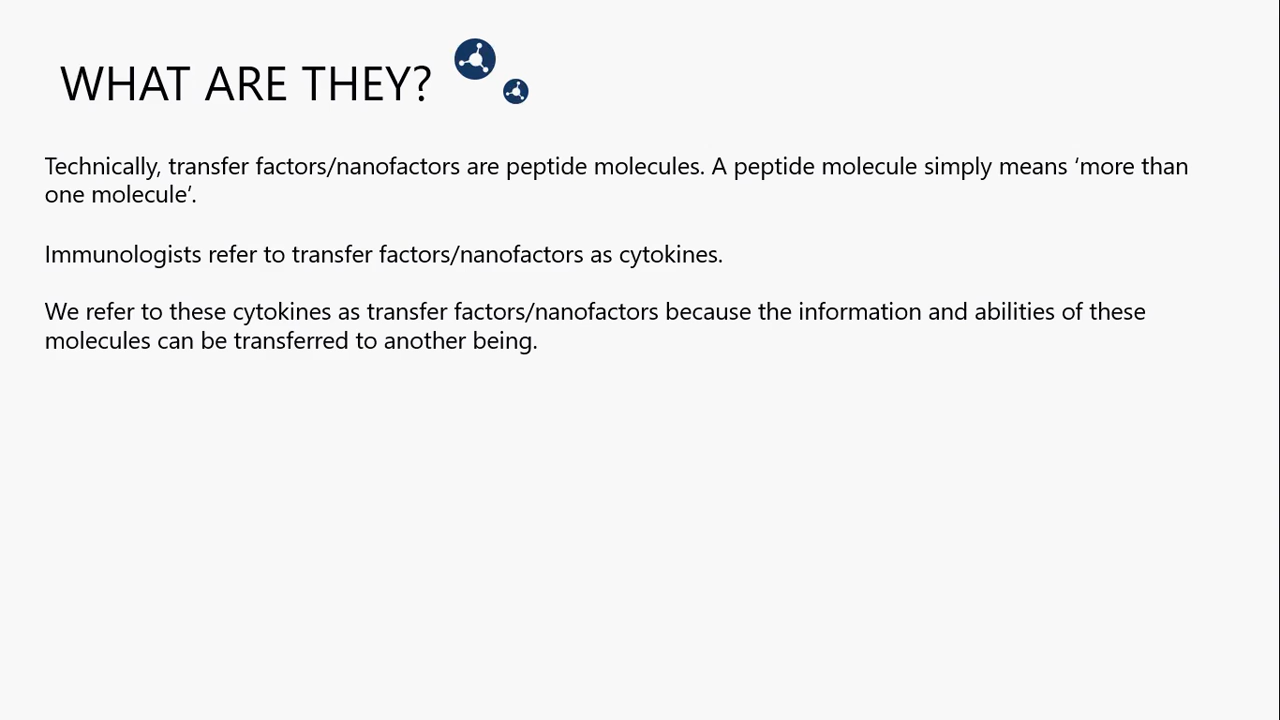 WHAT ARE THEY?
Technically, transfer factors/nanofactors are peptide molecules. A peptide molecule simply means ‘more than
one molecule’.
Immunologists refer to transfer factors/nanofactors as cytokines.
We refer to these cytokines as transfer factors/nanofactors because the information and abilities of these
molecules can be transferred to another being.